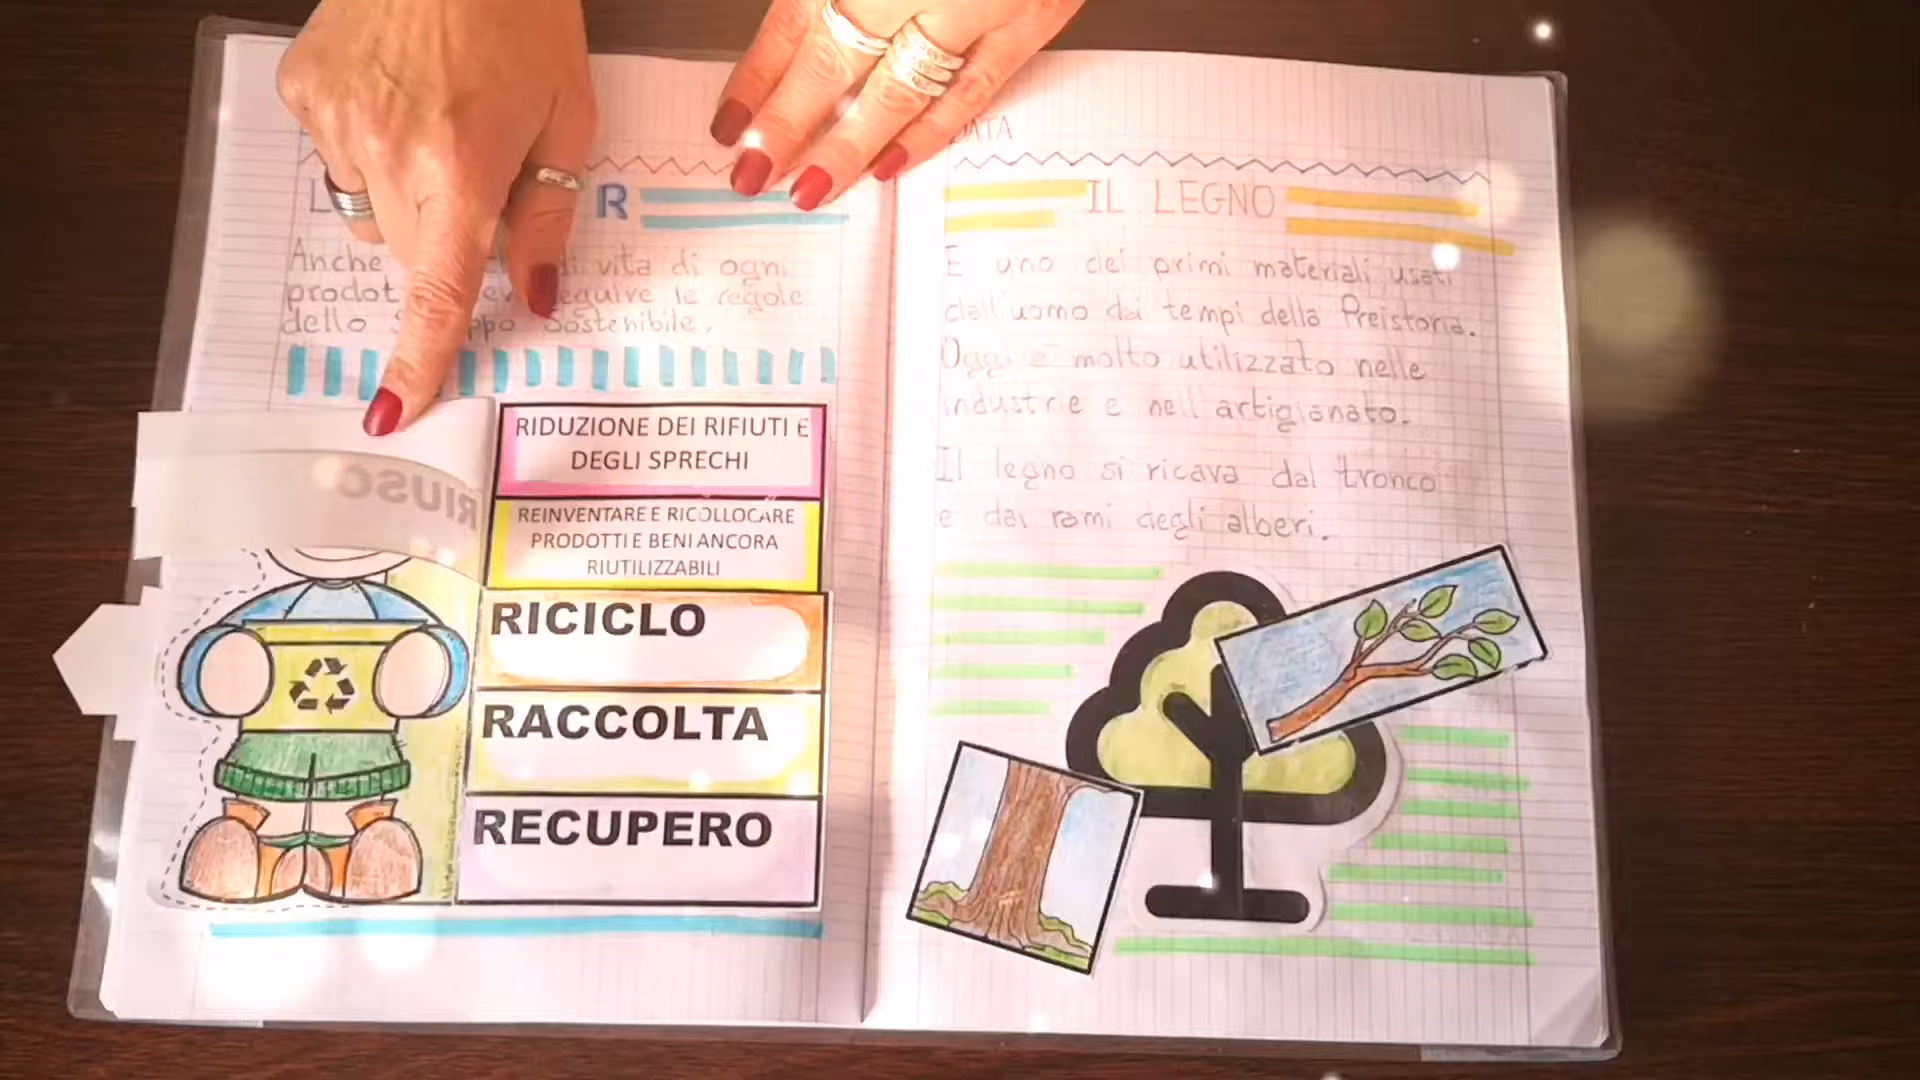 R
Anche di vita di ogni
le regole
dello Sostenibile.
RIUSO
RIDUZIONE DEI RIFIUTI E
DEGLI SPRECHI
REINVENTARE E RICOLLOCARE
PRODOTTI E BENI ANCORA
RIUTILIZZABILI
RICICLO
RACCOLTA
RECUPERO
DATA
IL LEGNO
È uno dei primi materiali usati
dall'uomo dai tempi della Preistoria.
Oggi è molto utilizzato nelle
industrie e nell'artigianato.
Il legno si ricava dal tronco
e dai rami degli alberi.